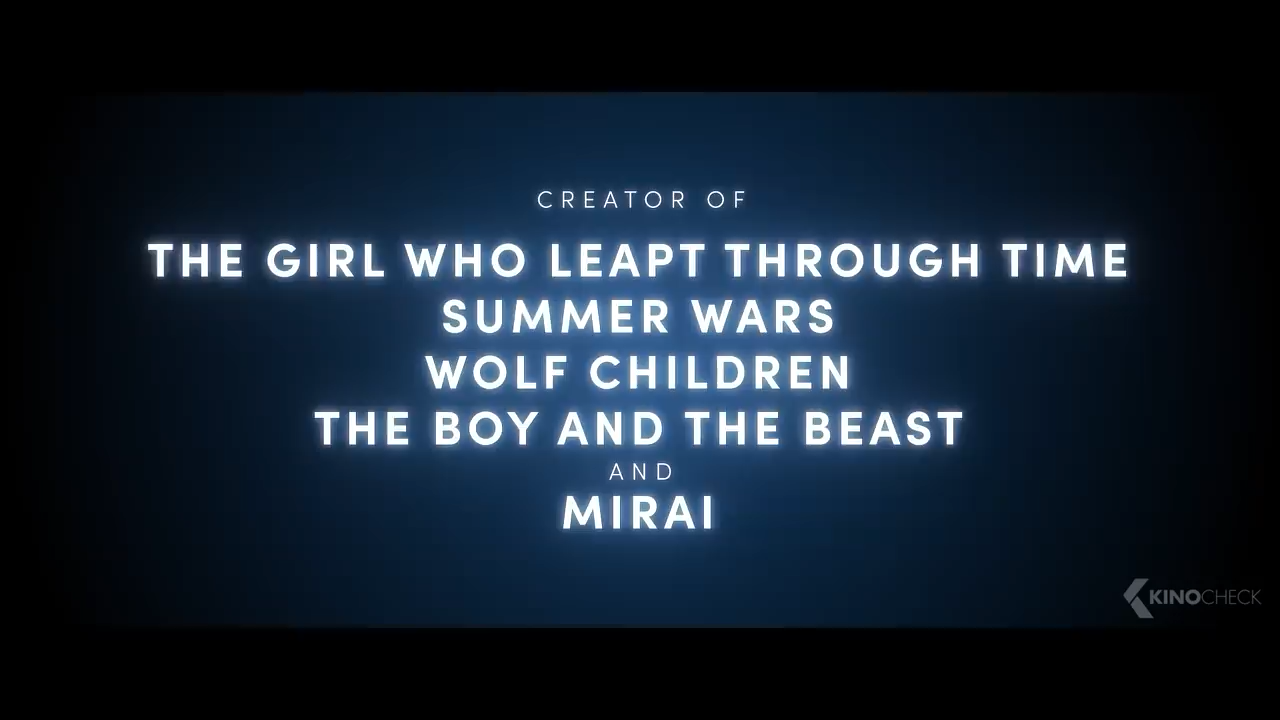 CREATOR OF
THE GIRL WHO LEAPT THROUGH TIME
SUMMER WARS
WOLF CHILDREN
THE BOY AND THE BEAST
AND
MIRAI
KINOCHECK